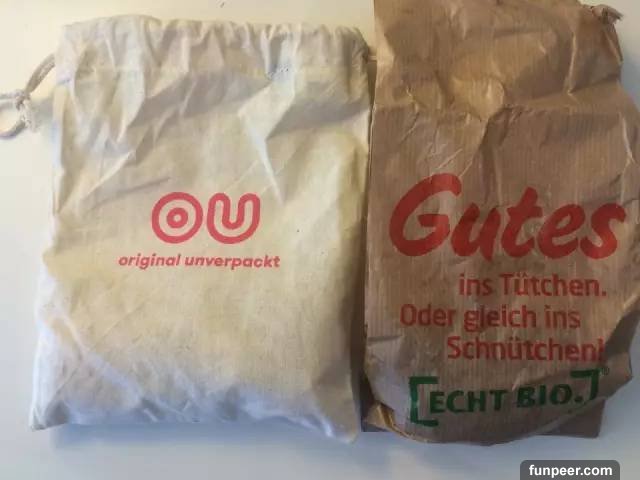 OU
original unverpackt
Gutes
ins Tütchen.
Oder gleich ins
Schnütchen!
[ECHT BIO.]
funpeer.com